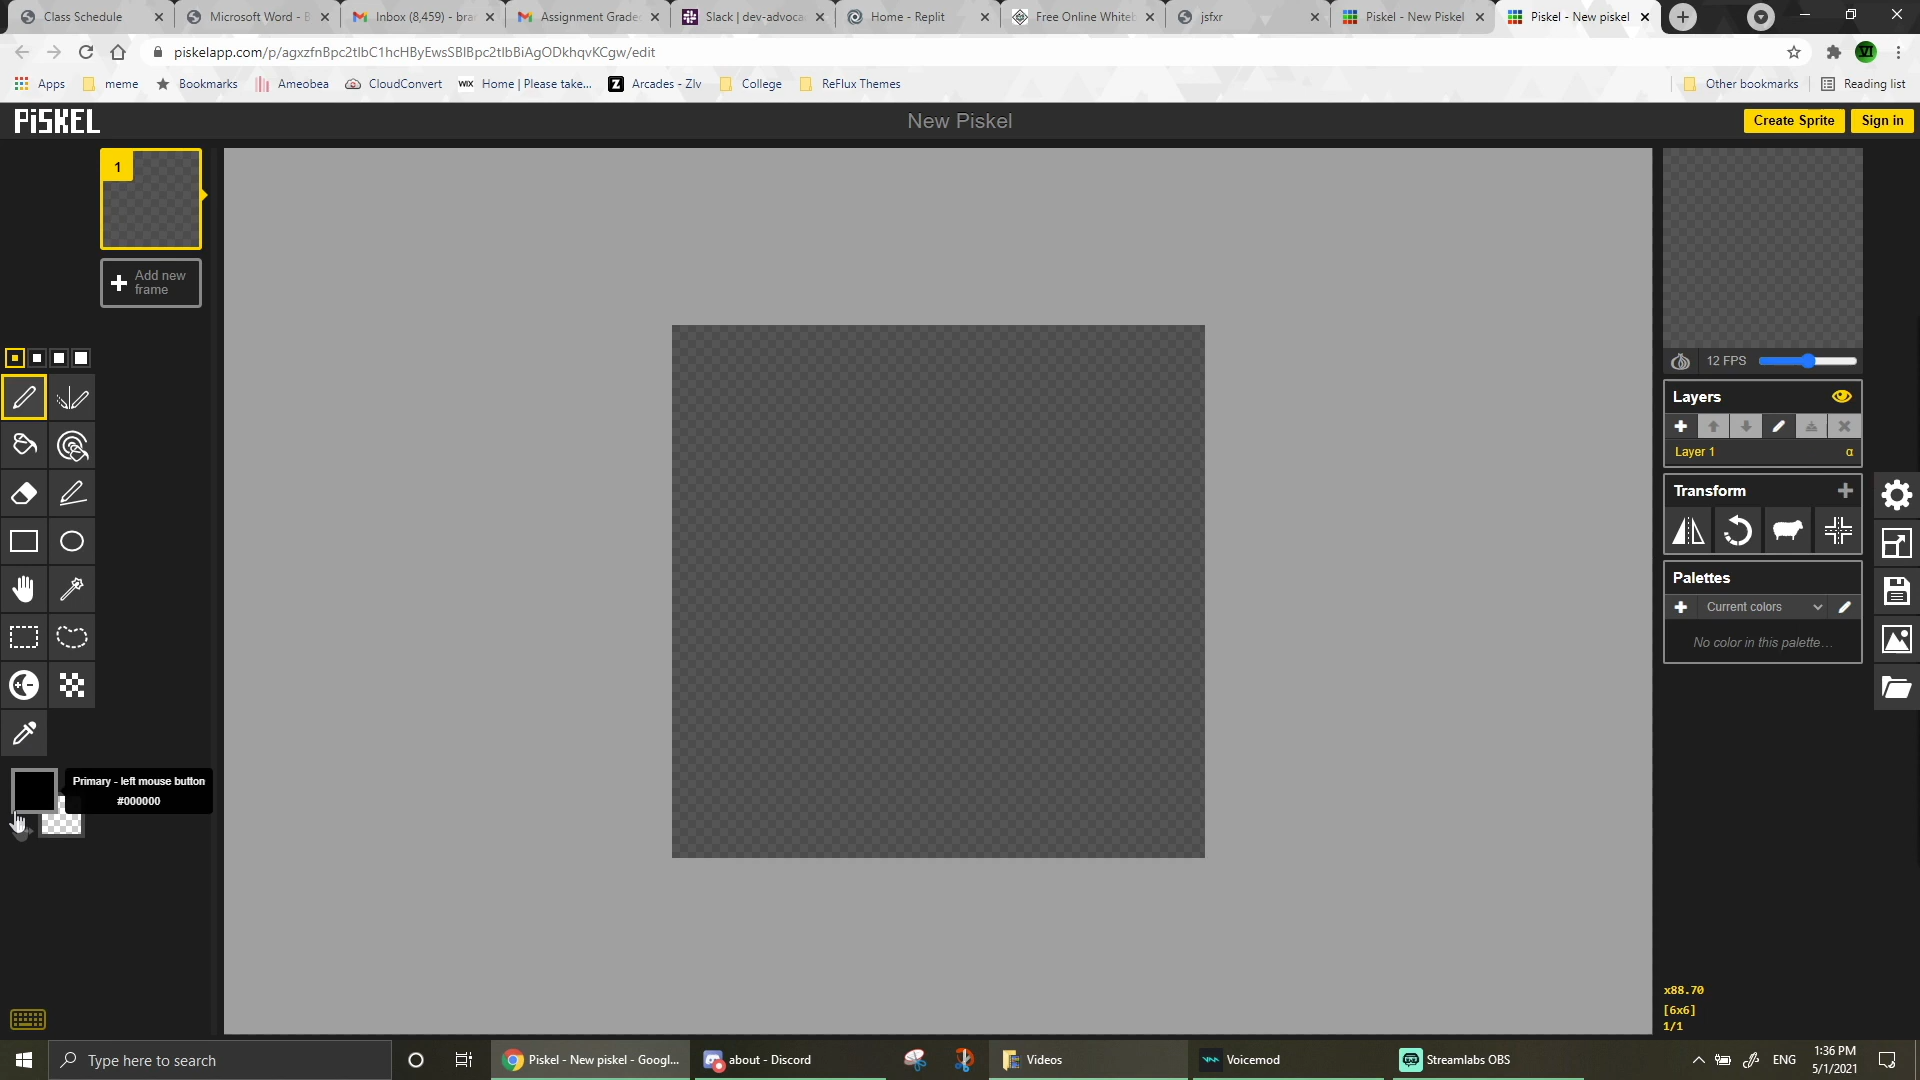 Class Schedule
Microsoft Word - B
Inbox (8,459) - bra
Assignment Grade
Slack | dev-advoca
Home - Replit
Free Online Whiteb
jsfxr
Piskel - New Piskel
Piskel - New piskel
piskelapp.com/p/agxzfnBpc2tlbC1hcHByEwsSBlBpc2tlbBiAgODkhqvKCgw/edit
Apps
meme
Bookmarks
Ameobea
CloudConvert
WIX Home | Please take...
Z Arcades - Zlv
College
ReFlux Themes
Other bookmarks
Reading list
PiSKEL
New Piskel
Create Sprite
Sign in
1
Add new
frame
12 FPS
Layers
Layer 1
α
Transform
Palettes
Current colors
No color in this palette...
Primary - left mouse button
#000000
x88.70
[6x6]
1/1
Type here to search
Piskel - New piskel - Googl...
about - Discord
Videos
Voicemod
Streamlabs OBS
ENG
1:36 PM
5/1/2021